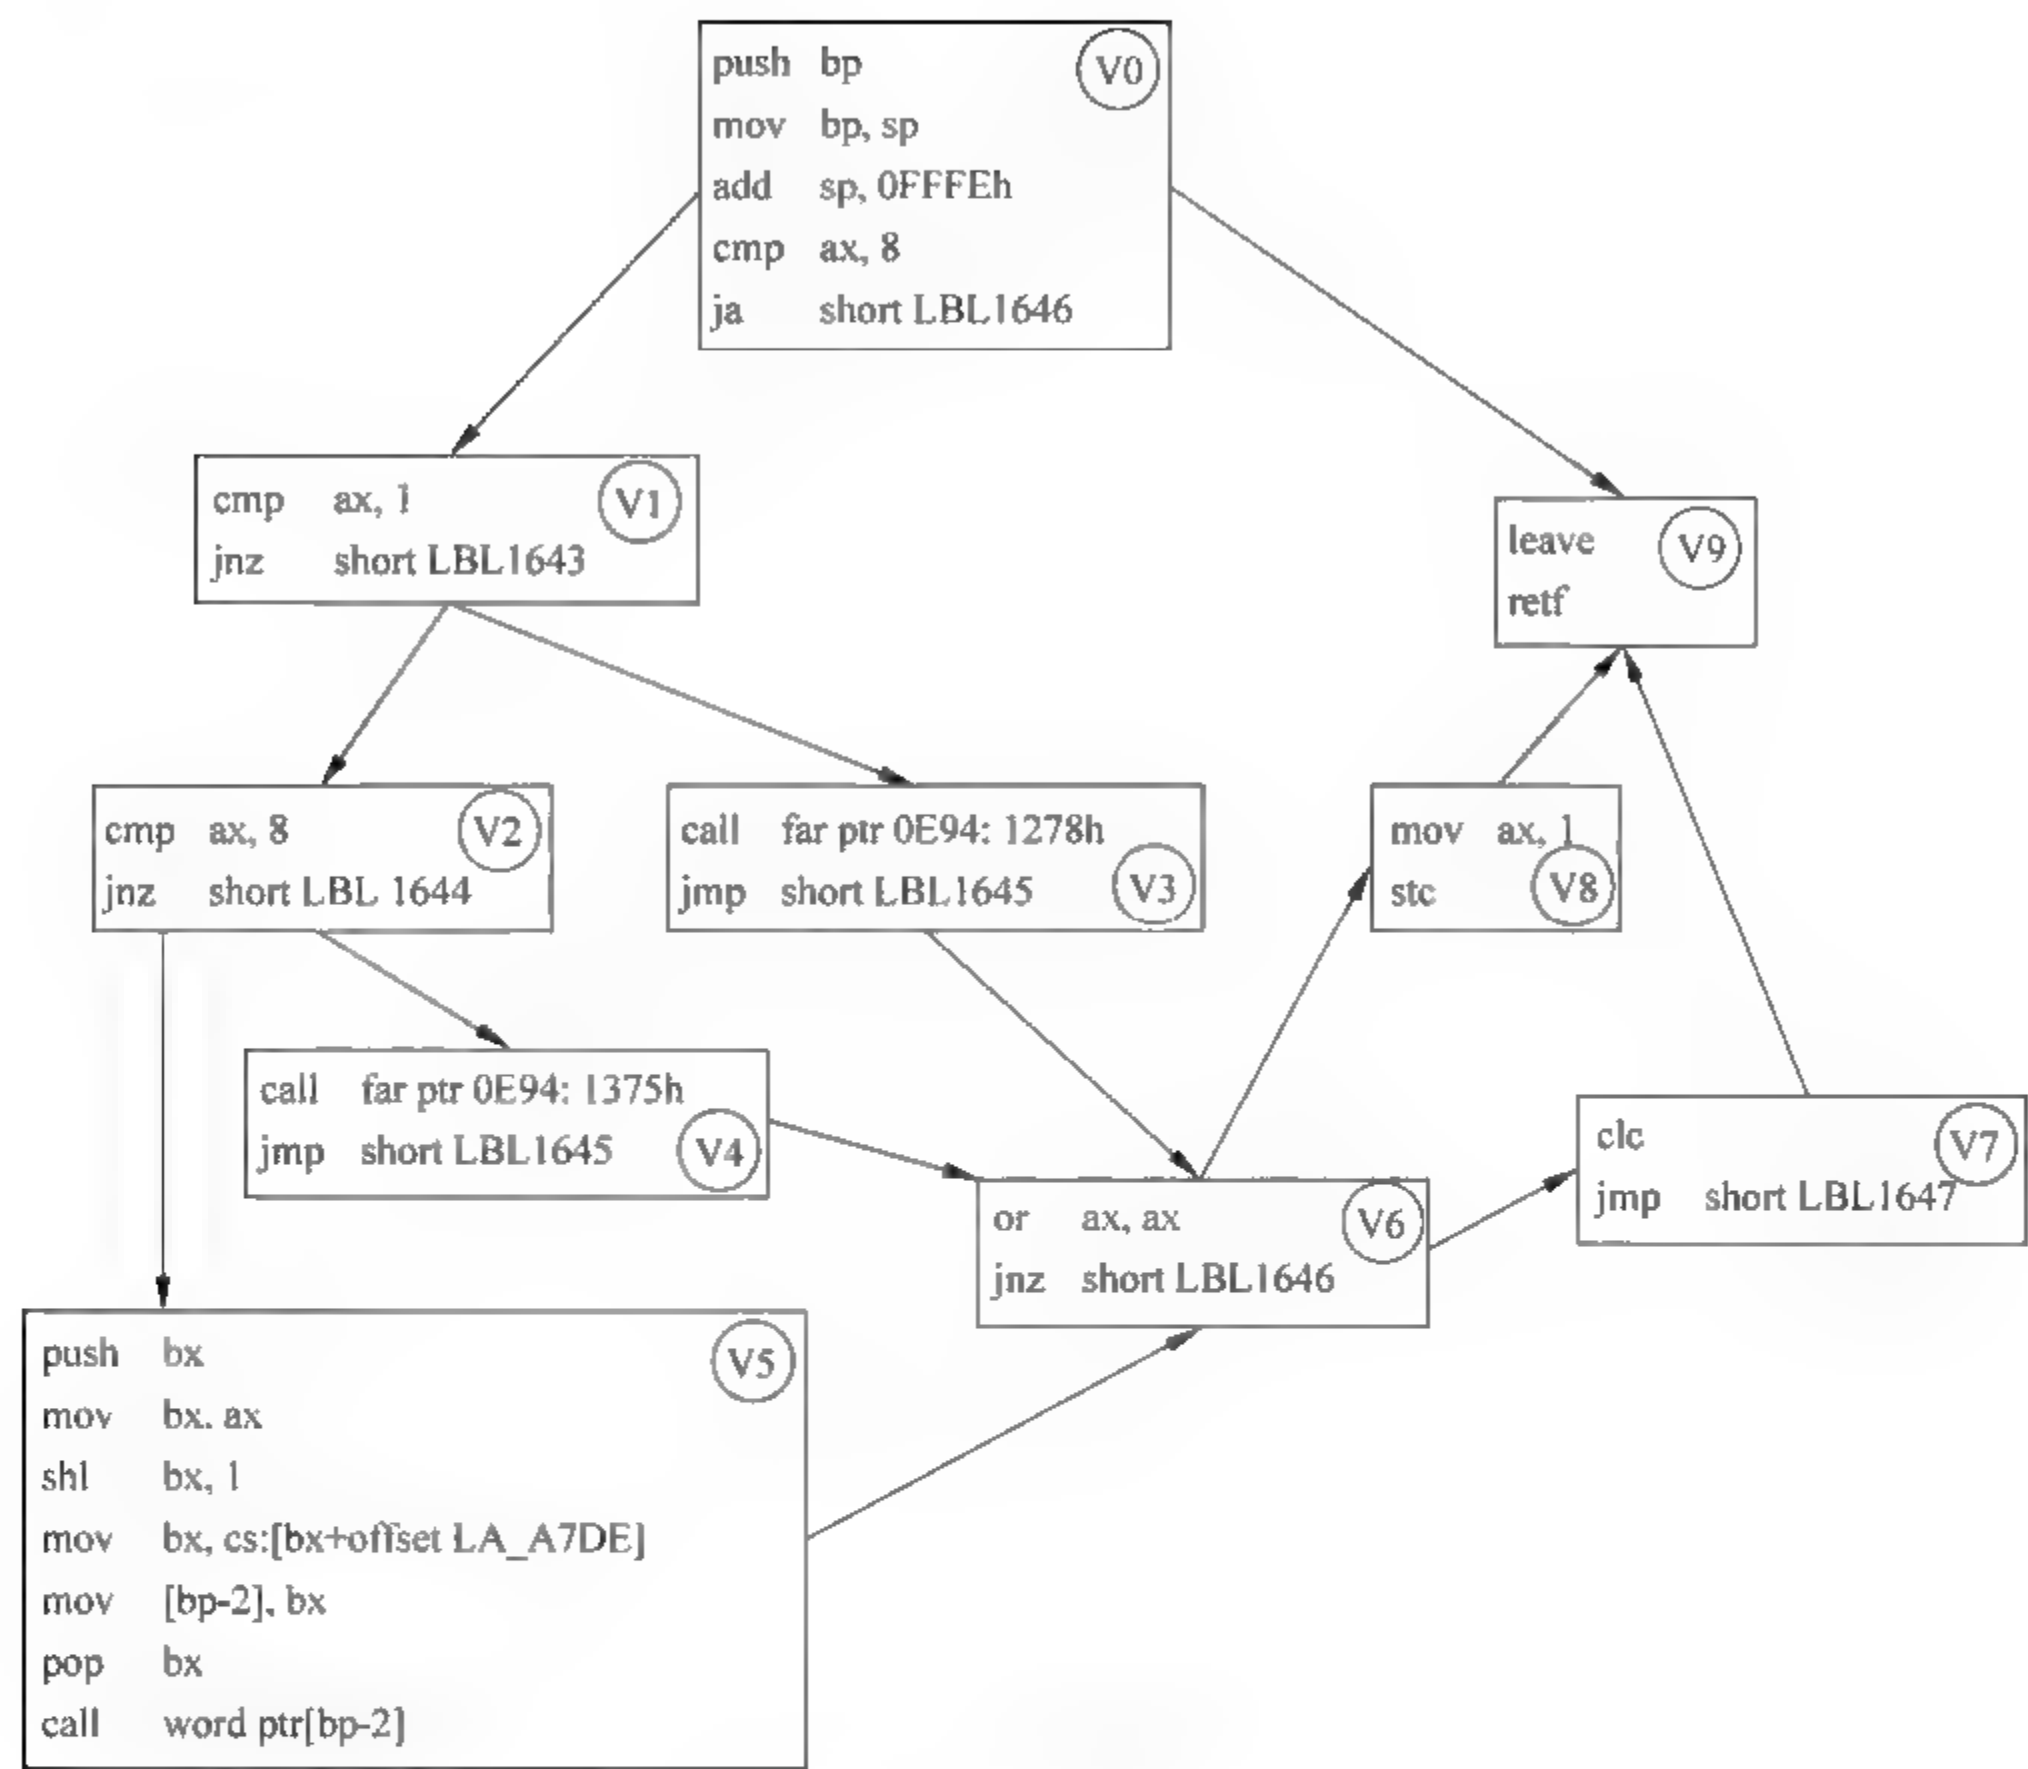 push bp V0
mov bp, sp
add sp, 0FFFEh
cmp ax, 8
ja short LBL1646
cmp ax, 1 V1
jnz short LBL1643
leave V9
retf
cmp ax, 8 V2
jnz short LBL 1644
call far ptr 0E94: 1278h
jmp short LBL1645 V3
mov ax, 1
stc V8
call far ptr 0E94: 1375h
jmp short LBL1645 V4
clc V7
jmp short LBL1647
or ax, ax V6
jnz short LBL1646
push bx V5
mov bx. ax
shl bx, 1
mov bx, cs:[bx+offset LA_A7DE]
mov [bp-2], bx
pop bx
call word ptr[bp-2]